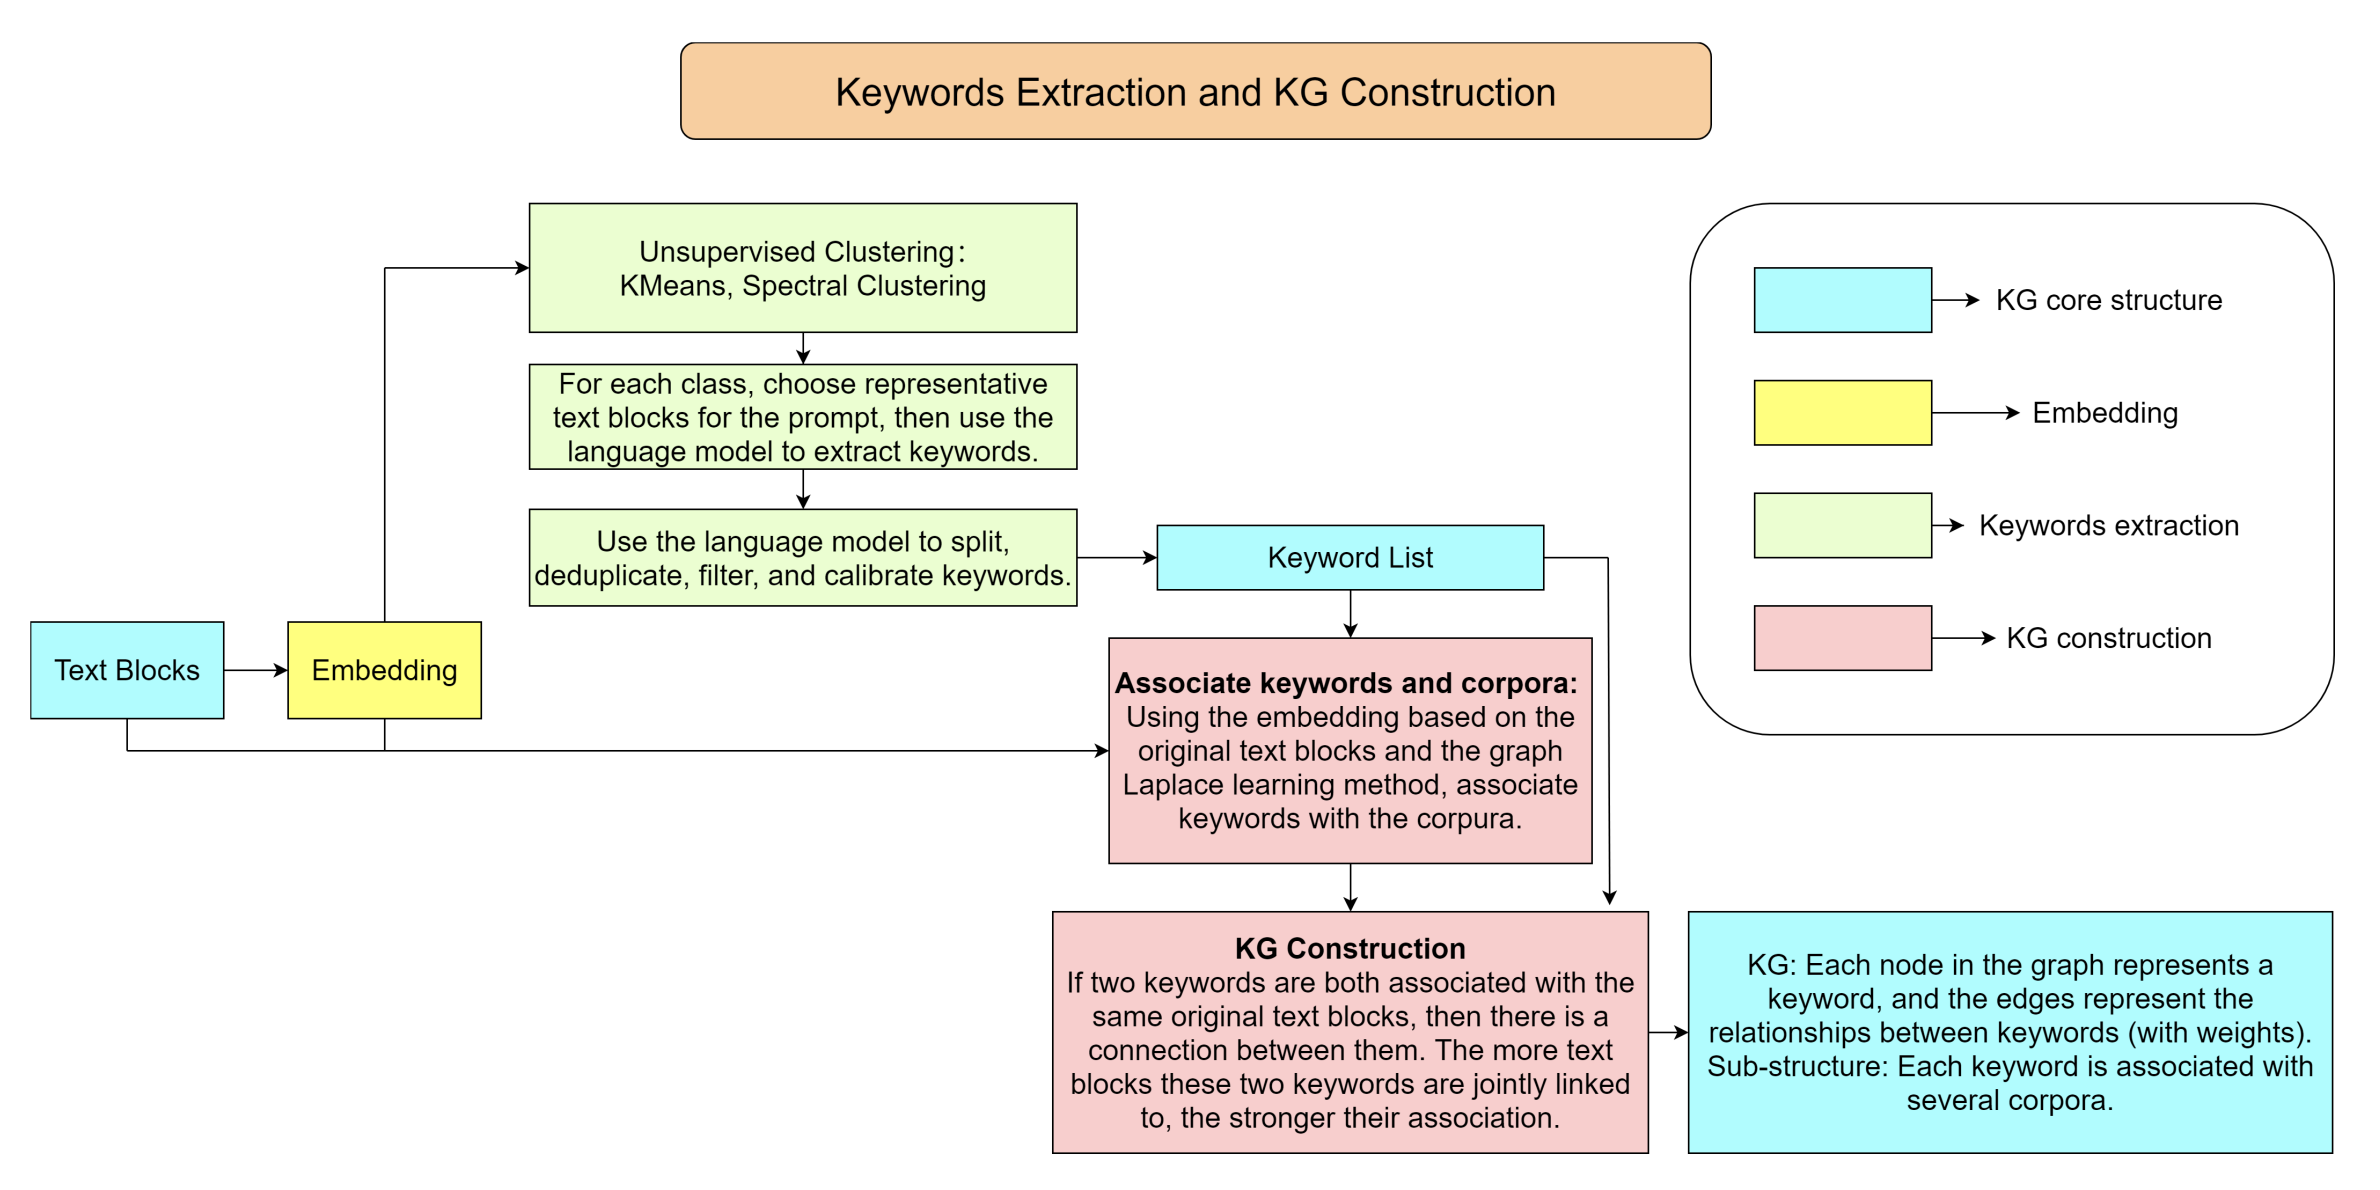 Keywords Extraction and KG Construction
Unsupervised Clustering：
KMeans, Spectral Clustering
For each class, choose representative
text blocks for the prompt, then use the
language model to extract keywords.
Use the language model to split,
deduplicate, filter, and calibrate keywords.
Keyword List
Text Blocks
Embedding
Associate keywords and corpora:
Using the embedding based on the
original text blocks and the graph
Laplace learning method, associate
keywords with the corpura.
KG Construction
If two keywords are both associated with the
same original text blocks, then there is a
connection between them. The more text
blocks these two keywords are jointly linked
to, the stronger their association.
KG: Each node in the graph represents a
keyword, and the edges represent the
relationships between keywords (with weights).
Sub-structure: Each keyword is associated with
several corpora.
KG core structure
Embedding
Keywords extraction
KG construction